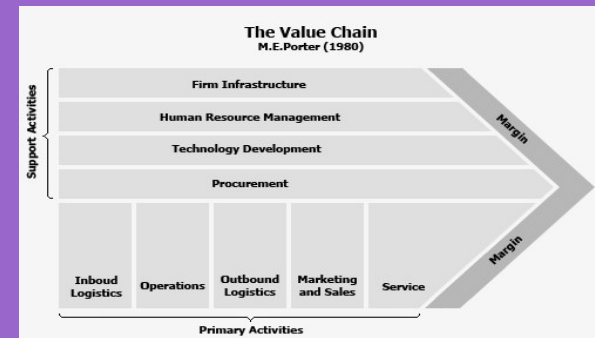 The Value Chain
M.E.Porter (1980)
Support Activities
Firm Infrastructure
Human Resource Management
Technology Development
Procurement
Margin
Margin
Inboud
Logistics
Operations
Outbound
Logistics
Marketing
and Sales
Service
Primary Activities